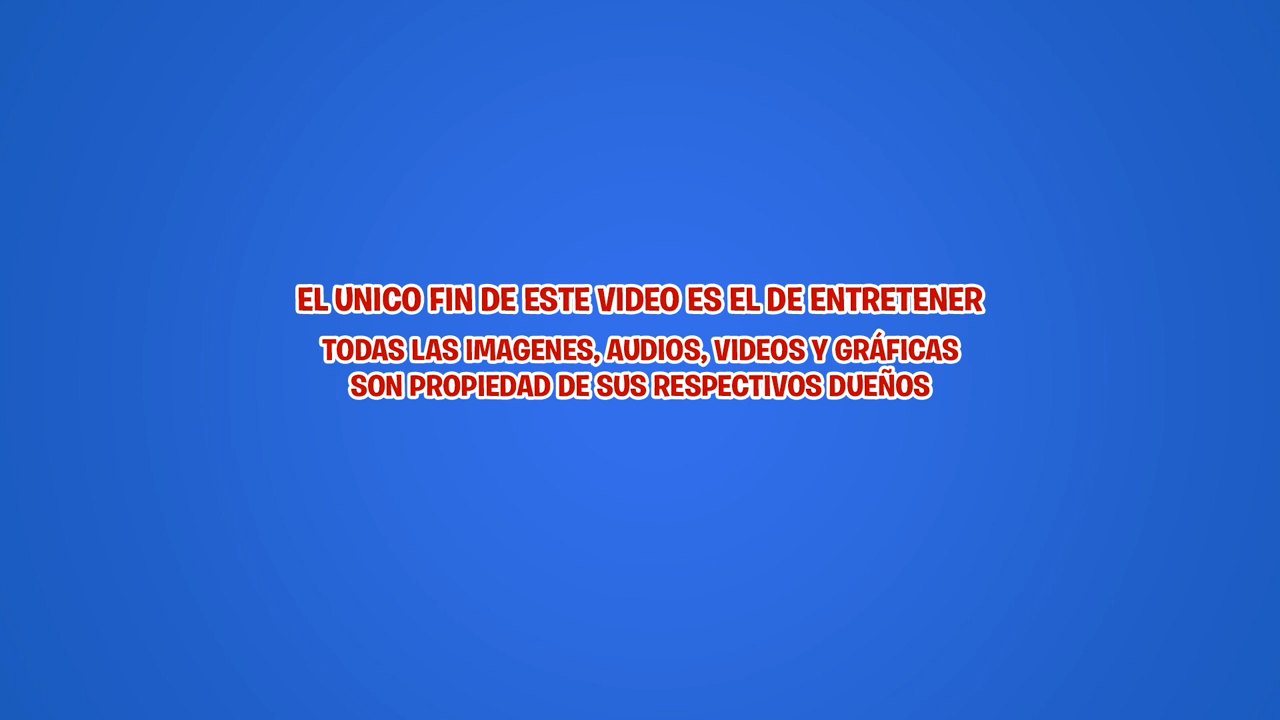 EL UNICO FIN DE ESTE VIDEO ES EL DE ENTRETENER
TODAS LAS IMAGENES, AUDIOS, VIDEOS Y GRÁFICAS
SON PROPIEDAD DE SUS RESPECTIVOS DUEÑOS